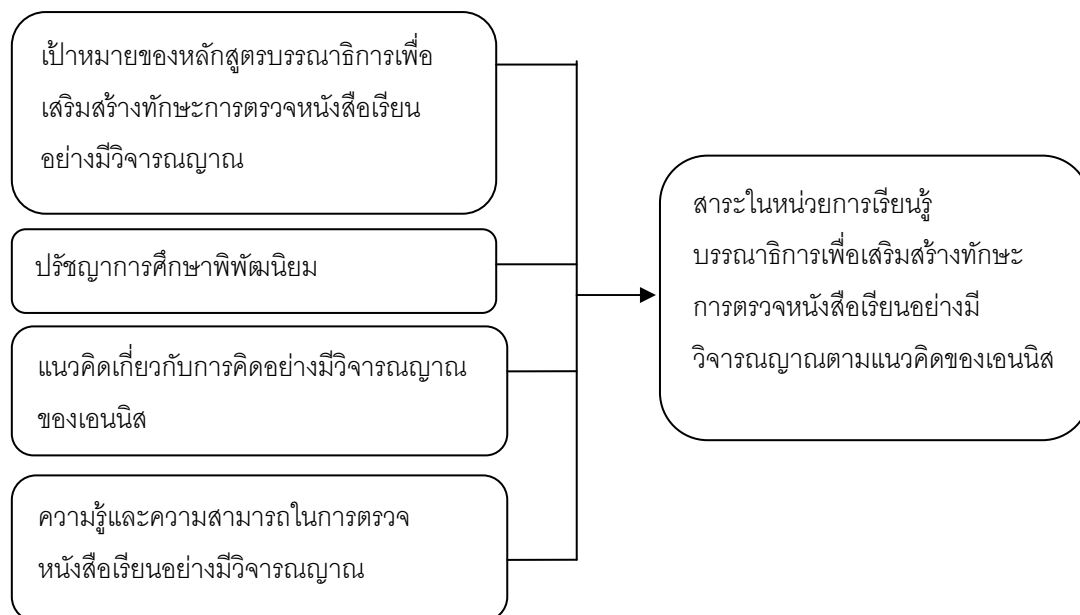 เป้าหมายของหลักสูตรบรรณาธิการเพื่อ
เสริมสร้างทักษะการตรวจหนังสือเรียน
อย่างมีวิจารณญาณ
ปรัชญาการศึกษาพิพัฒนิยม
แนวคิดเกี่ยวกับการคิดอย่างมีวิจารณญาณ
ของเอนนิส
ความรู้และความสามารถในการตรวจ
หนังสือเรียนอย่างมีวิจารณญาณ
สาระในหน่วยการเรียนรู้
บรรณาธิการเพื่อเสริมสร้างทักษะ
การตรวจหนังสือเรียนอย่างมี
วิจารณญาณตามแนวคิดของเอนนิส